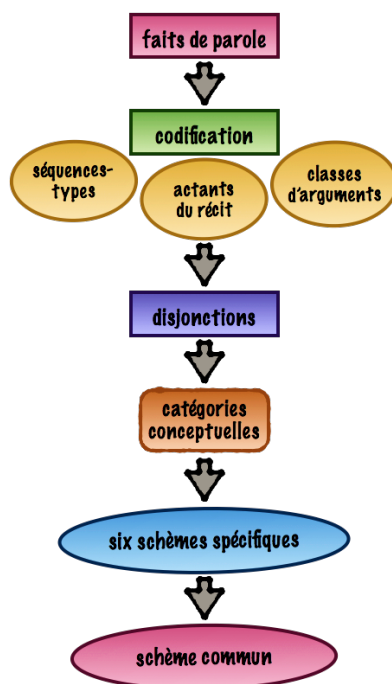 faits de parole
codification
séquences-
types
actants
du récit
classes
d'arguments
disjonctions
catégories
conceptuelles
six schèmes spécifiques
schème commun